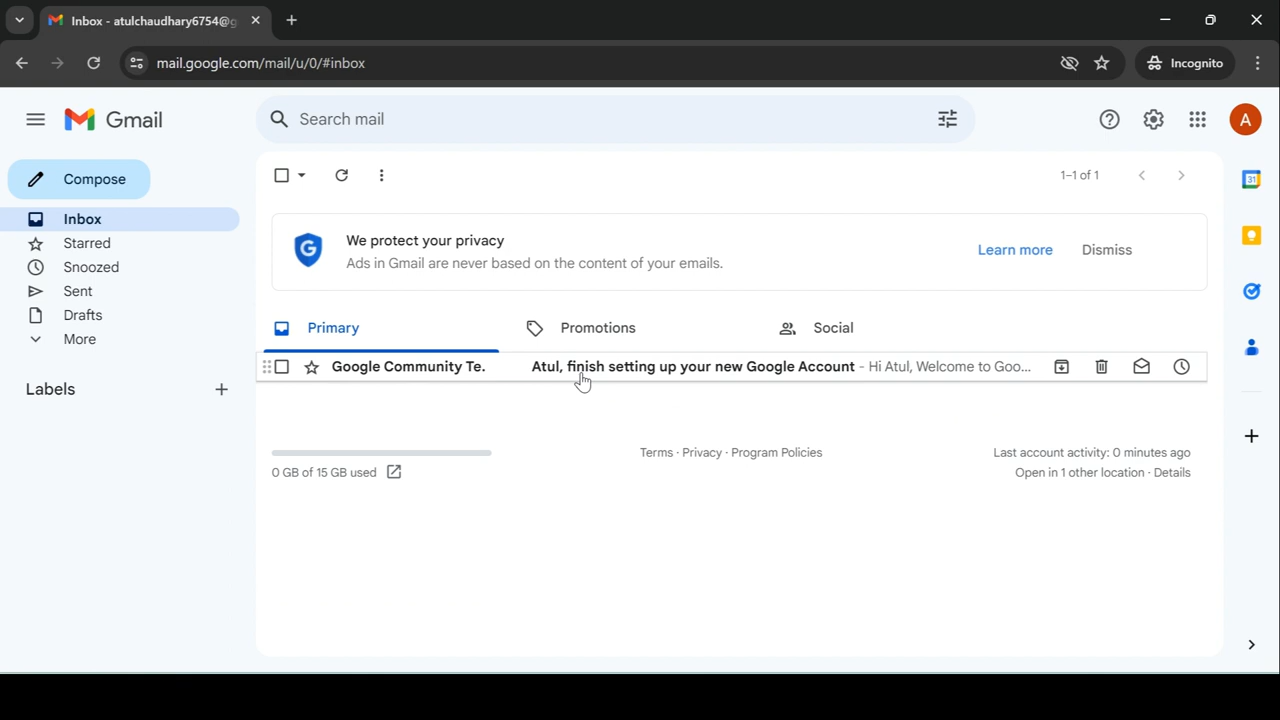 Inbox - atulchaudhary6754@g
mail.google.com/mail/u/0/#inbox
Incognito
Gmail
Search mail
A
Compose
1-1 of 1
31
Inbox
Starred
Snoozed
Sent
Drafts
More
Labels
G
We protect your privacy
Ads in Gmail are never based on the content of your emails.
Learn more
Dismiss
Primary
Promotions
Social
Google Community Te.
Atul, finish setting up your new Google Account - Hi Atul, Welcome to Goo...
0 GB of 15 GB used
Terms · Privacy · Program Policies
Last account activity: 0 minutes ago
Open in 1 other location · Details